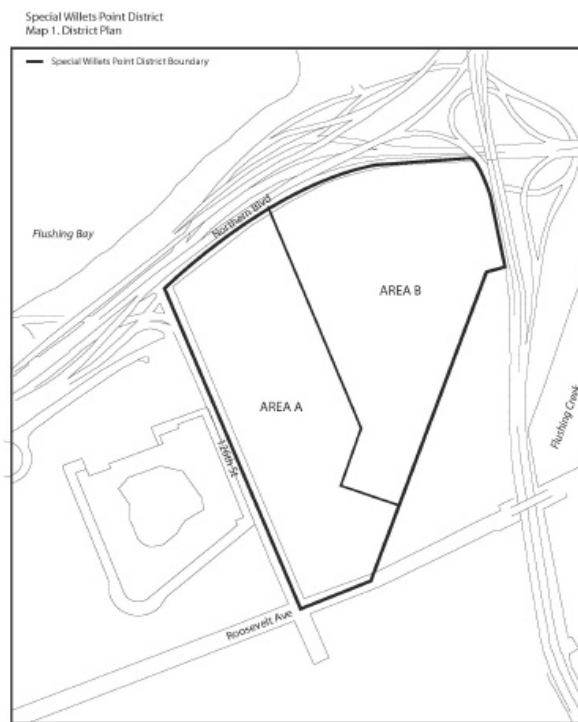 Special Willets Point District
Map 1. District Plan
Special Willets Point District Boundary
Northern Blvd
Flushing Bay
AREA B
AREA A
Flushing Creek
126th St
Roosevelt Ave